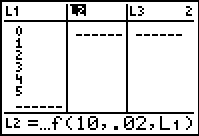 L1 L2 L3 2
0 ------ ------
1
2
3
4
5
------
L2 =…f(10,.02,L1)